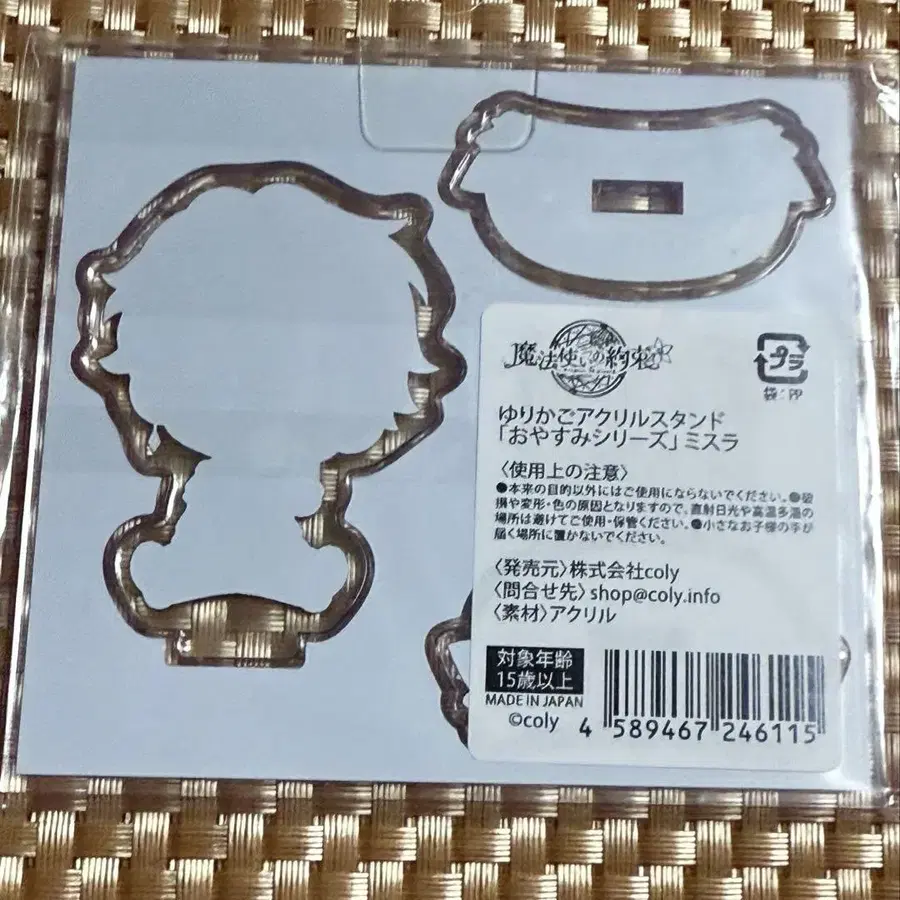 魔法使いの約束
プラ
袋：PP
ゆりかごアクリルスタンド
「おやすみシリーズ」ミスラ
〈使用上の注意〉
●本来の目的以外にはご使用にならないでください。●破
損や変形・色の原因となりますので、直射日光や高温多湿の
場所は避けてご使用・保管ください。●小さなお子様の手が
届く場所に置かないでください。
〈発売元〉株式会社coly
〈問合せ先〉shop@coly.info
〈素材〉アクリル
対象年齢
15歳以上
MADE IN JAPAN
©coly
4 589467 246115